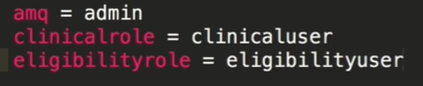 amq = admin
clinicalrole = clinicaluser
eligibilityrole = eligibilityuser